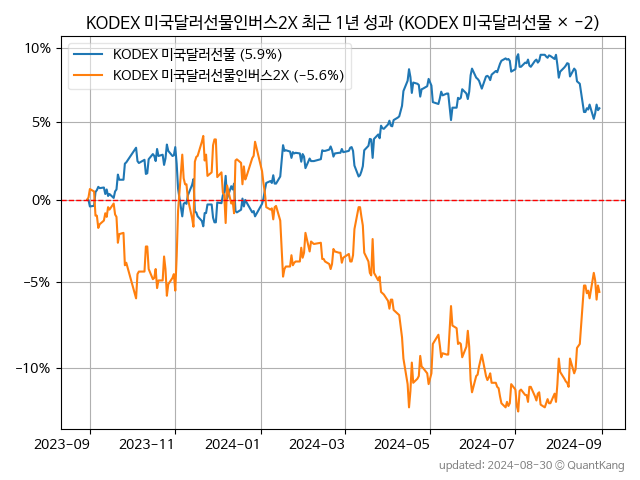 KODEX 미국달러선물인버스2X 최근 1년 성과 (KODEX 미국달러선물 × −2)
KODEX 미국달러선물 (5.9%)
KODEX 미국달러선물인버스2X (−5.6%)
10%
5%
0%
−5%
−10%
2023-09 2023-11 2024-01 2024-03 2024-05 2024-07 2024-09
updated: 2024-08-30 © QuantKang